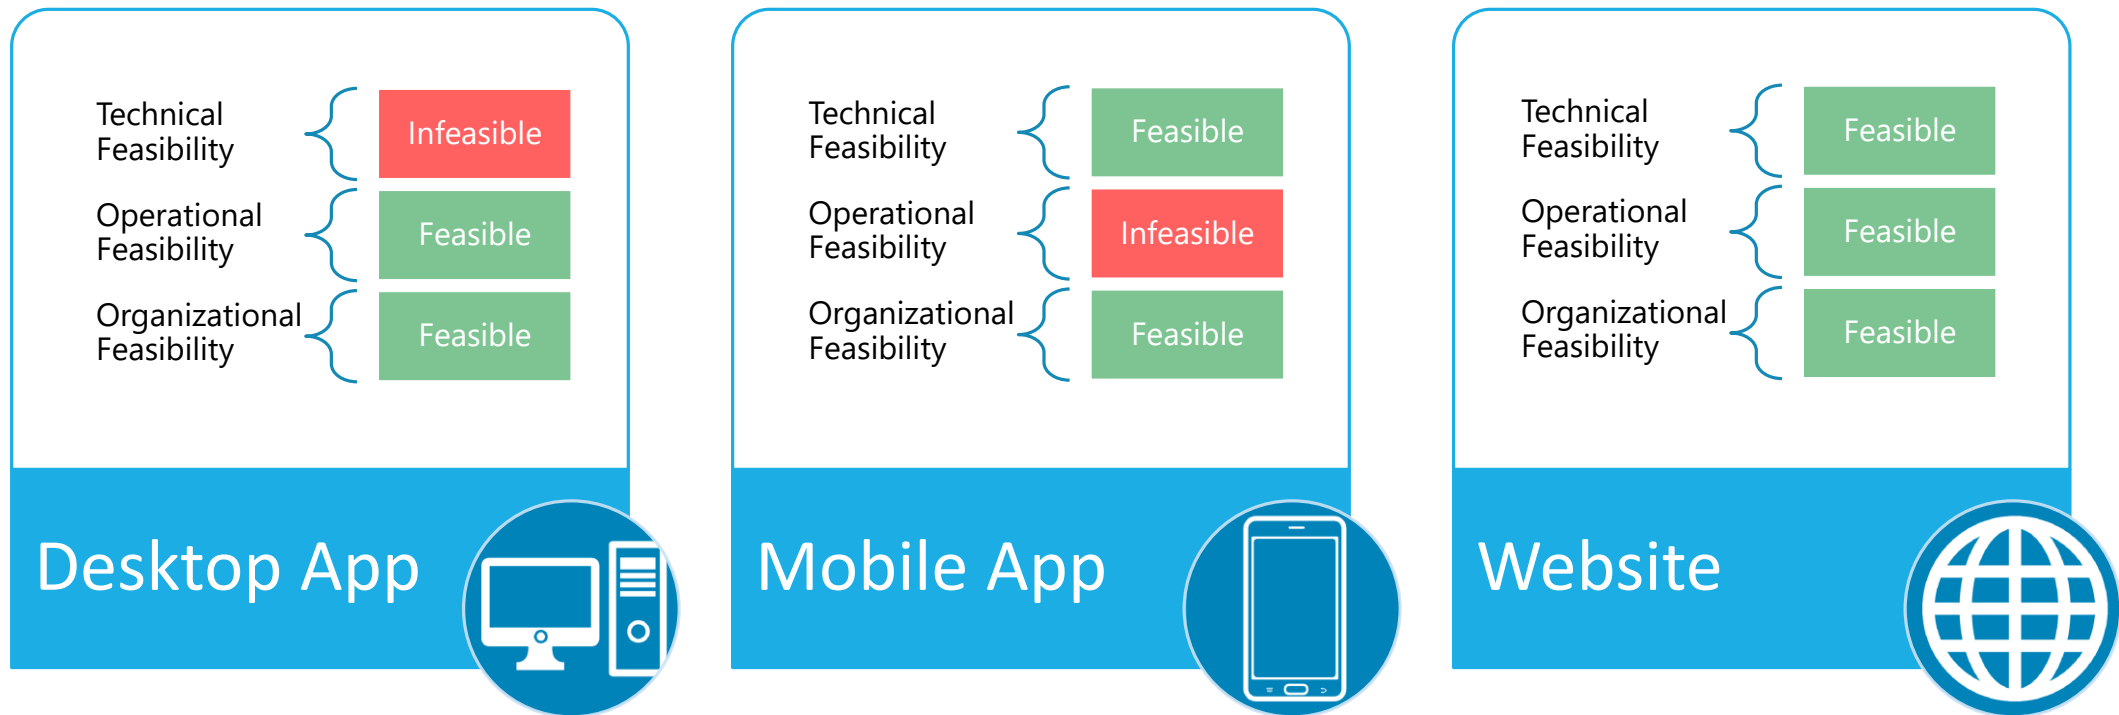 Technical
Feasibility
Infeasible
Operational
Feasibility
Feasible
Organizational
Feasibility
Feasible
Desktop App
Technical
Feasibility
Feasible
Operational
Feasibility
Infeasible
Organizational
Feasibility
Feasible
Mobile App
Technical
Feasibility
Feasible
Operational
Feasibility
Feasible
Organizational
Feasibility
Feasible
Website